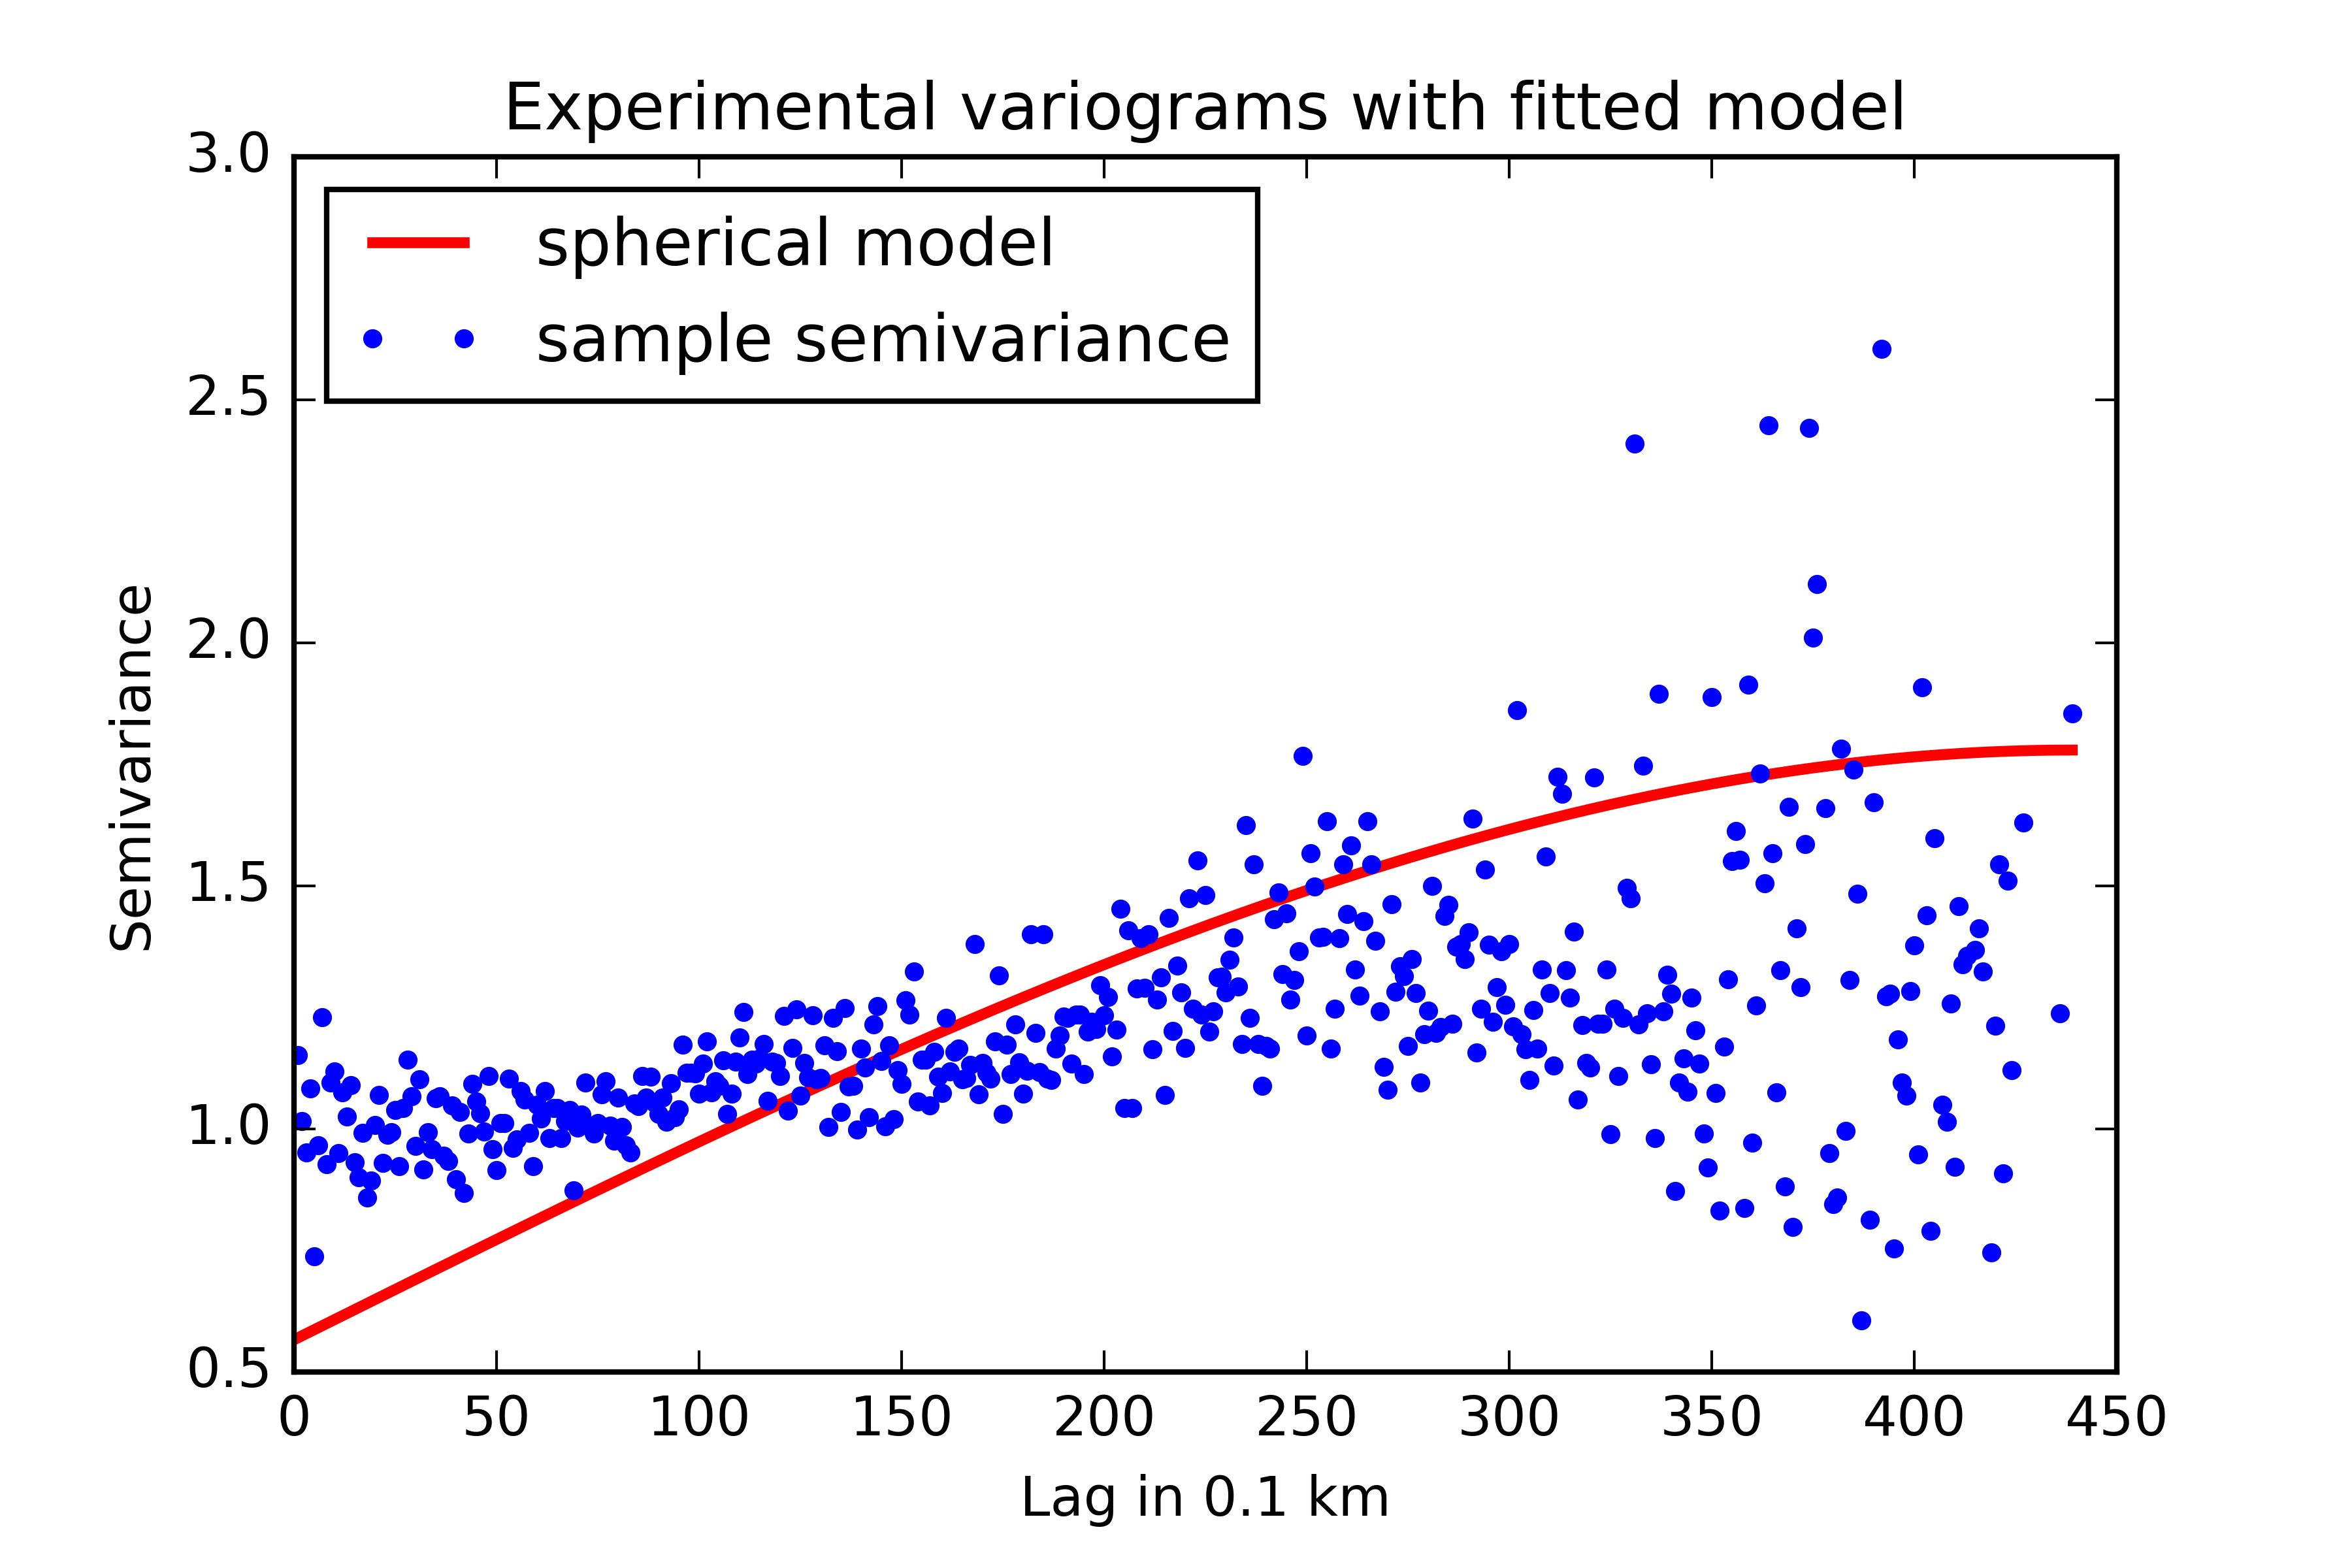 Experimental variograms with fitted model
spherical model
sample semivariance
3.0
2.5
2.0
1.5
1.0
0.5
Semivariance
0 50 100 150 200 250 300 350 400 450
Lag in 0.1 km